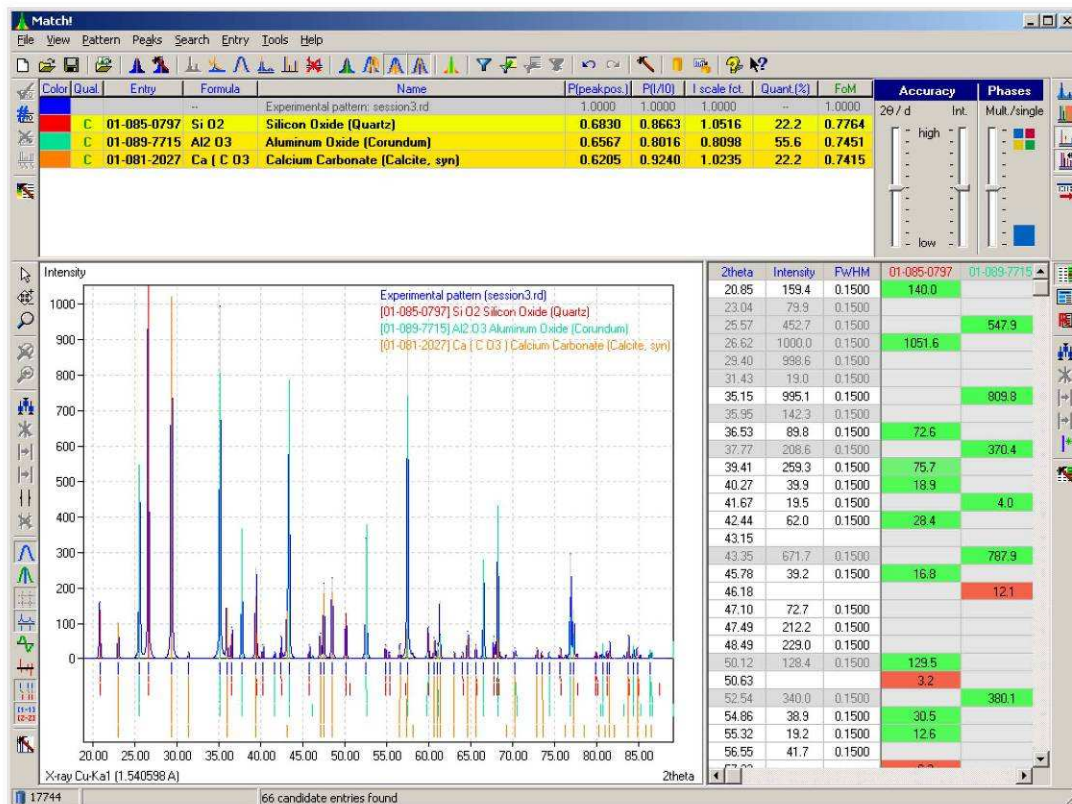 Match!
File View Pattern Peaks Search Entry Tools Help
Color Qual. Entry Formula Name P(peakpos.) P(I/I0) I scale fct. Quant.(%) FoM
-- Experimental pattern: session3.rd 1.0000 1.0000 1.0000 -- 1.0000
C 01-085-0797 Si O2 Silicon Oxide (Quartz) 0.6830 0.8663 1.0516 22.2 0.7764
C 01-089-7715 Al2 O3 Aluminum Oxide (Corundum) 0.6567 0.8016 0.8098 55.6 0.7451
C 01-081-2027 Ca ( C O3 Calcium Carbonate (Calcite, syn) 0.6205 0.9240 1.0235 22.2 0.7415
Accuracy Phases
2θ / d Int. Mult./single
high
low
Intensity
Experimental pattern (session3.rd)
[01-085-0797] Si O2 Silicon Oxide (Quartz)
[01-089-7715] Al2 O3 Aluminum Oxide (Corundum)
[01-081-2027] Ca ( C O3 ) Calcium Carbonate (Calcite, syn)
1000
900
800
700
600
500
400
300
200
100
0
20.00 25.00 30.00 35.00 40.00 45.00 50.00 55.00 60.00 65.00 70.00 75.00 80.00 85.00
X-ray Cu-Ka1 (1.540598 A) 2theta
2theta Intensity FWHM 01-085-0797 01-089-7715
20.85 159.4 0.1500 140.0
23.04 79.9 0.1500
25.57 452.7 0.1500 547.9
26.62 1000.0 0.1500 1051.6
29.40 998.6 0.1500
31.43 19.0 0.1500
35.15 995.1 0.1500 809.8
35.95 142.3 0.1500
36.53 89.8 0.1500 72.6
37.77 208.6 0.1500 370.4
39.41 259.3 0.1500 75.7
40.27 39.9 0.1500 18.9
41.67 19.5 0.1500 4.0
42.44 62.0 0.1500 28.4
43.15
43.35 671.7 0.1500 787.9
45.78 39.2 0.1500 16.8
46.18 12.1
47.10 72.7 0.1500
47.49 212.2 0.1500
48.49 229.0 0.1500
50.12 128.4 0.1500 129.5
50.63 3.2
52.54 340.0 0.1500 380.1
54.86 38.9 0.1500 30.5
55.32 19.2 0.1500 12.6
56.55 41.7 0.1500
17744 66 candidate entries found